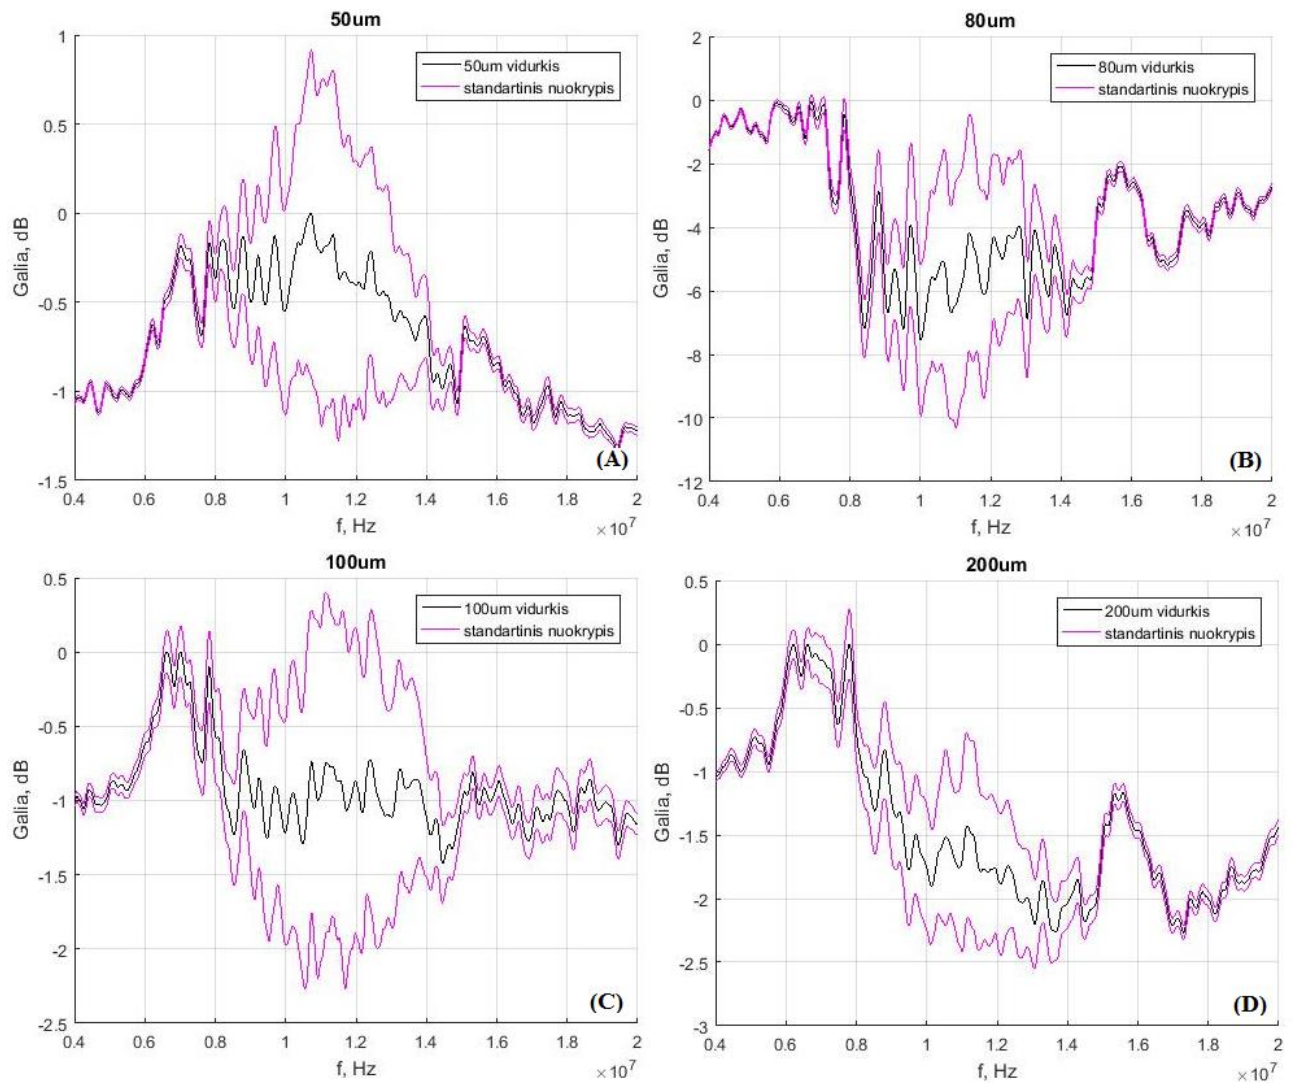 50um
50um vidurkis
standartinis nuokrypis
Galia, dB
1
0.5
0
-0.5
-1
-1.5
0.4 0.6 0.8 1 1.2 1.4 1.6 1.8 2
f, Hz
×10^7
(A)
80um
80um vidurkis
standartinis nuokrypis
Galia, dB
2
0
-2
-4
-6
-8
-10
-12
0.4 0.6 0.8 1 1.2 1.4 1.6 1.8 2
f, Hz
×10^7
(B)
100um
100um vidurkis
standartinis nuokrypis
Galia, dB
0.5
0
-0.5
-1
-1.5
-2
-2.5
0.4 0.6 0.8 1 1.2 1.4 1.6 1.8 2
f, Hz
×10^7
(C)
200um
200um vidurkis
standartinis nuokrypis
Galia, dB
0.5
0
-0.5
-1
-1.5
-2
-2.5
-3
0.4 0.6 0.8 1 1.2 1.4 1.6 1.8 2
f, Hz
×10^7
(D)